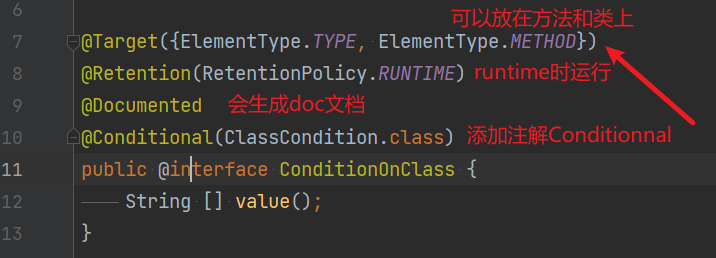 可以放在方法和类上
6
7 @Target({ElementType.TYPE, ElementType.METHOD})
8 @Retention(RetentionPolicy.RUNTIME) runtime时运行
9 @Documented 会生成doc文档
10 @Conditional(ClassCondition.class) 添加注解Conditionnal
11 public @interface ConditionOnClass {
12 String [] value();
13 }